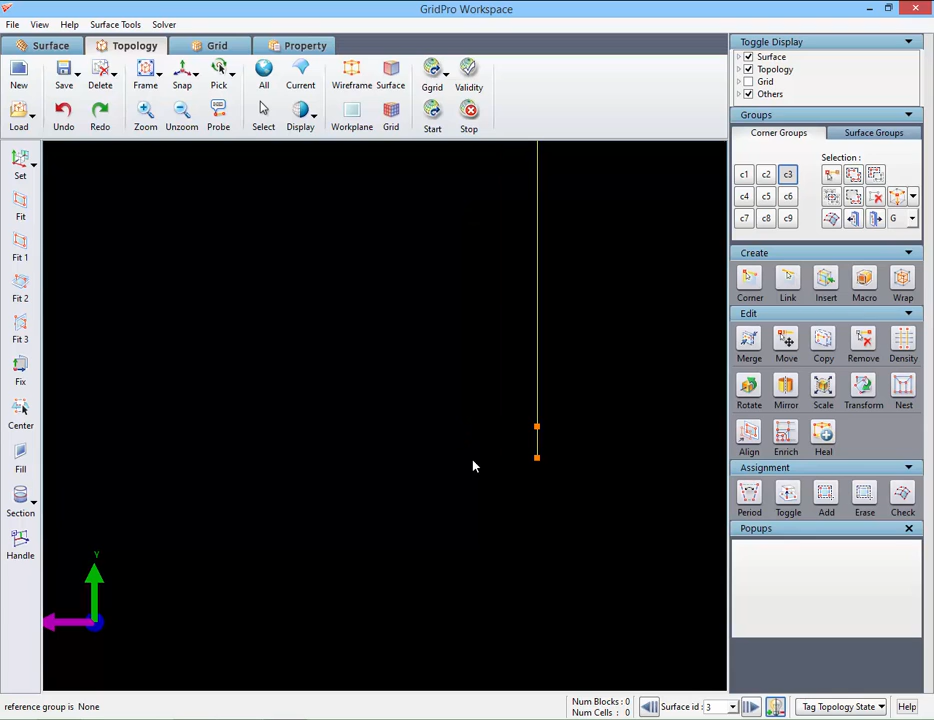 GridPro Workspace
File View Help Surface Tools Solver
Surface Topology Grid Property
New Save Delete Frame Snap Pick All Current Wireframe Surface Ggrid Validity
Load Undo Redo Zoom Unzoom Probe Select Display Workplane Grid Start Stop
Set
Fit
Fit 1
Fit 2
Fit 3
Fix
Center
Fill
Section
Handle
Y
Toggle Display
Surface
Topology
Grid
Others
Groups
Corner Groups Surface Groups
Selection :
c1 c2 c3
c4 c5 c6
c7 c8 c9 G
Create
Corner Link Insert Macro Wrap
Edit
Merge Move Copy Remove Density
Rotate Mirror Scale Transform Nest
Align Enrich Heal
Assignment
Period Toggle Add Erase Check
Popups
reference group is None
Num Blocks: 0
Num Cells : 0
Surface id : 3
Tag Topology State
Help